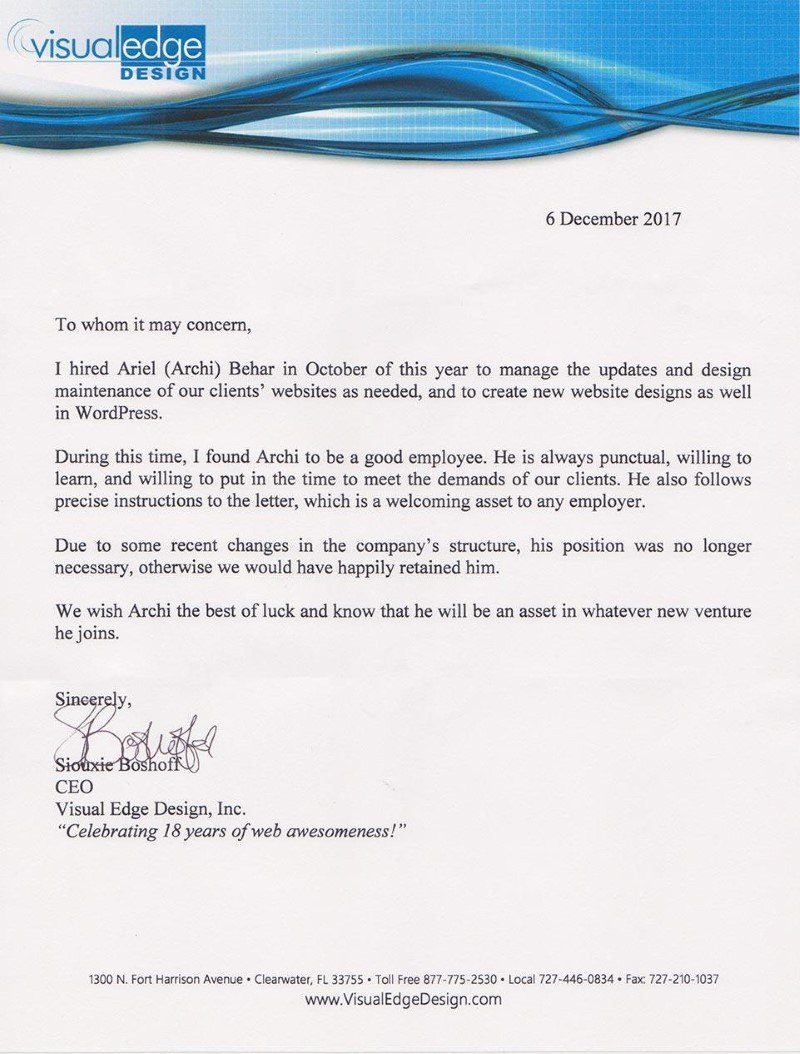 visualedge
DESIGN
6 December 2017
To whom it may concern,
I hired Ariel (Archi) Behar in October of this year to manage the updates and design
maintenance of our clients’ websites as needed, and to create new website designs as well
in WordPress.
During this time, I found Archi to be a good employee. He is always punctual, willing to
learn, and willing to put in the time to meet the demands of our clients. He also follows
precise instructions to the letter, which is a welcoming asset to any employer.
Due to some recent changes in the company’s structure, his position was no longer
necessary, otherwise we would have happily retained him.
We wish Archi the best of luck and know that he will be an asset in whatever new venture
he joins.
Sincerely,
Siouxie Boshoff
CEO
Visual Edge Design, Inc.
“Celebrating 18 years of web awesomeness!”
1300 N. Fort Harrison Avenue • Clearwater, FL 33755 • Toll Free 877-775-2530 • Local 727-446-0834 • Fax: 727-210-1037
www.VisualEdgeDesign.com